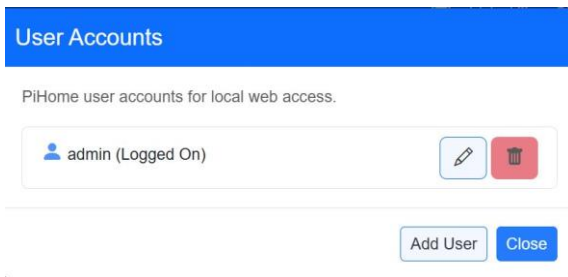 User Accounts
PiHome user accounts for local web access.
admin (Logged On)
Add User Close